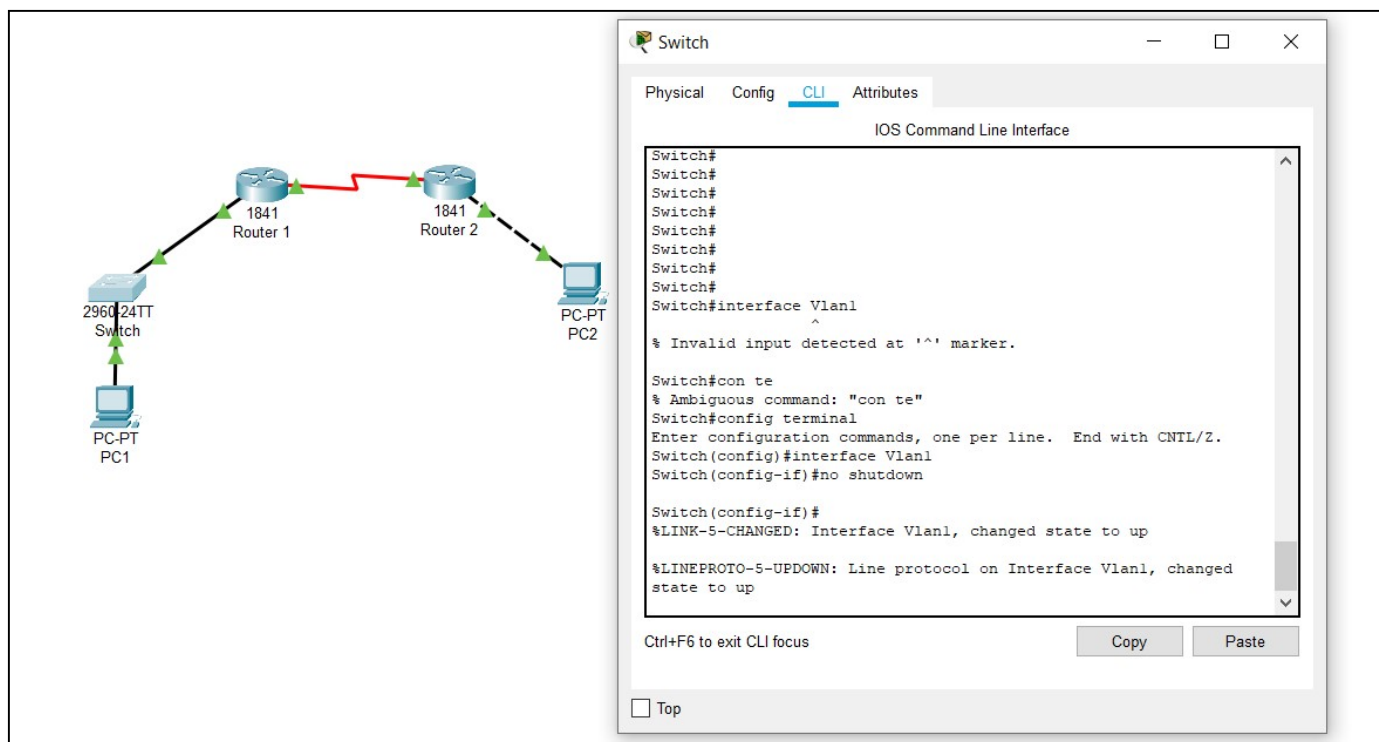 1841
Router 1
1841
Router 2
2960-24TT
Switch
PC-PT
PC2
PC-PT
PC1
Switch
Physical Config CLI Attributes
IOS Command Line Interface
Switch#
Switch#
Switch#
Switch#
Switch#
Switch#
Switch#
Switch#
Switch#interface Vlan1
^
% Invalid input detected at '^' marker.
Switch#con te
% Ambiguous command: "con te"
Switch#config terminal
Enter configuration commands, one per line. End with CNTL/Z.
Switch(config)#interface Vlan1
Switch(config-if)#no shutdown
Switch(config-if)#
%LINK-5-CHANGED: Interface Vlan1, changed state to up
%LINEPROTO-5-UPDOWN: Line protocol on Interface Vlan1, changed
state to up
Ctrl+F6 to exit CLI focus
Copy Paste
Top